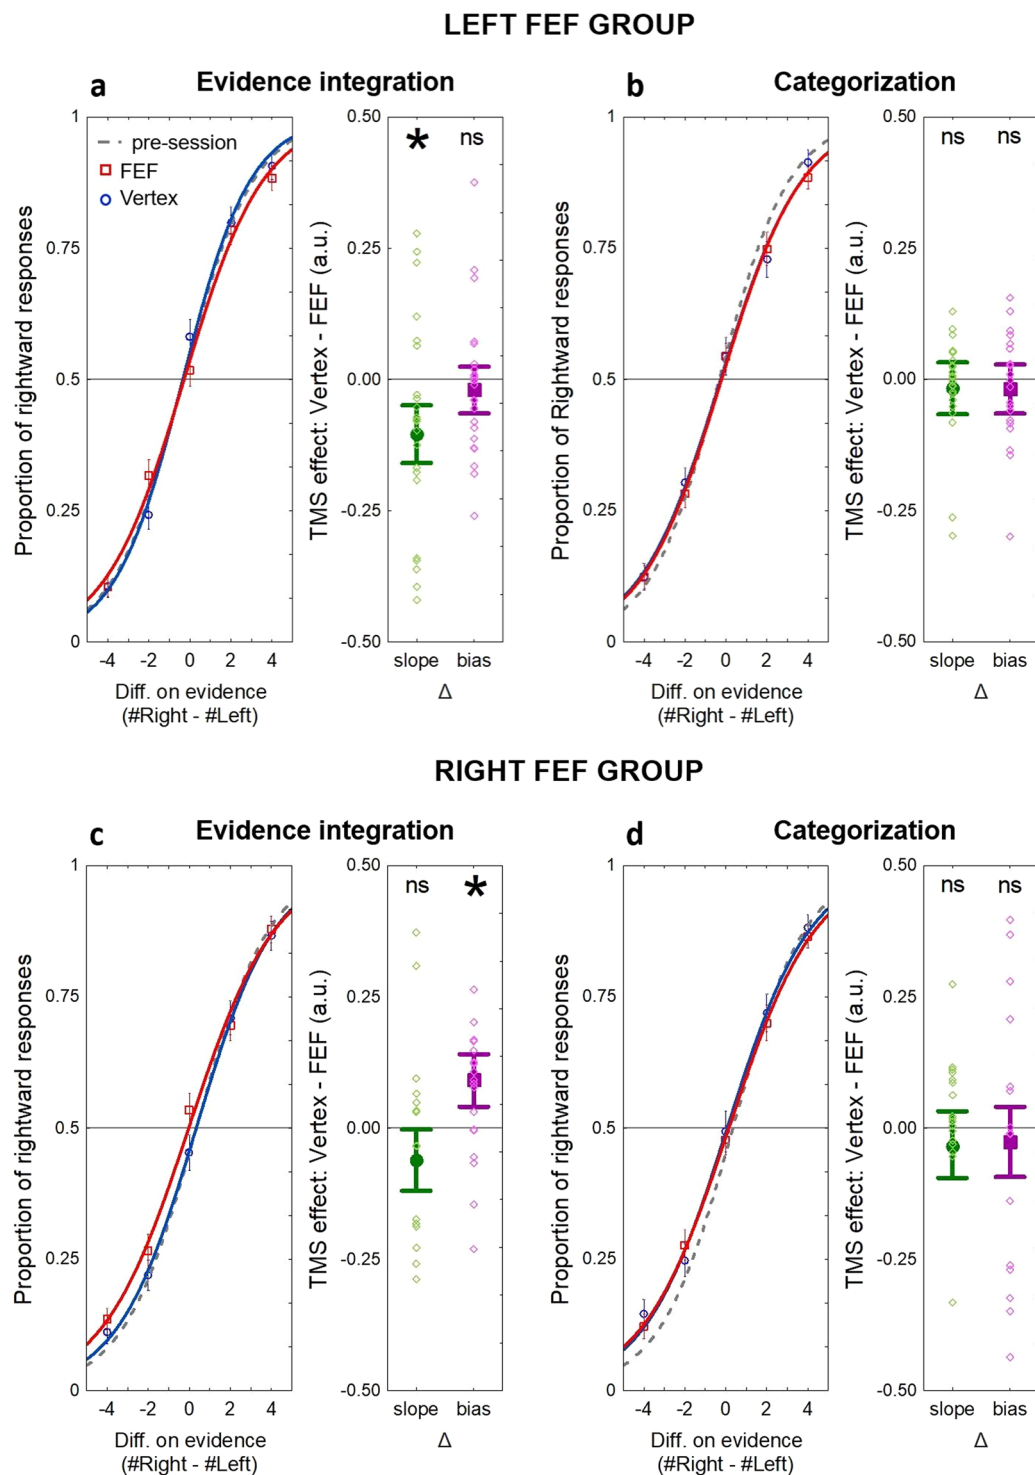 LEFT FEF GROUP
a Evidence integration
b Categorization
1
0.75
0.5
0.25
0
Proportion of rightward responses
pre-session
FEF
Vertex
-4 -2 0 2 4
Diff. on evidence
(#Right - #Left)
0.50
0.25
0.00
-0.25
-0.50
TMS effect: Vertex - FEF (a.u.)
* ns
slope bias
Δ
1
0.75
0.5
0.25
0
Proportion of Rightward responses
-4 -2 0 2 4
Diff. on evidence
(#Right - #Left)
0.50
0.25
0.00
-0.25
-0.50
TMS effect: Vertex - FEF (a.u.)
ns ns
slope bias
Δ
RIGHT FEF GROUP
c Evidence integration
d Categorization
1
0.75
0.5
0.25
0
Proportion of rightward responses
-4 -2 0 2 4
Diff. on evidence
(#Right - #Left)
0.50
0.25
0.00
-0.25
-0.50
TMS effect: Vertex - FEF (a.u.)
ns *
slope bias
Δ
1
0.75
0.5
0.25
0
Proportion of rightward responses
-4 -2 0 2 4
Diff. on evidence
(#Right - #Left)
0.50
0.25
0.00
-0.25
-0.50
TMS effect: Vertex - FEF (a.u.)
ns ns
slope bias
Δ